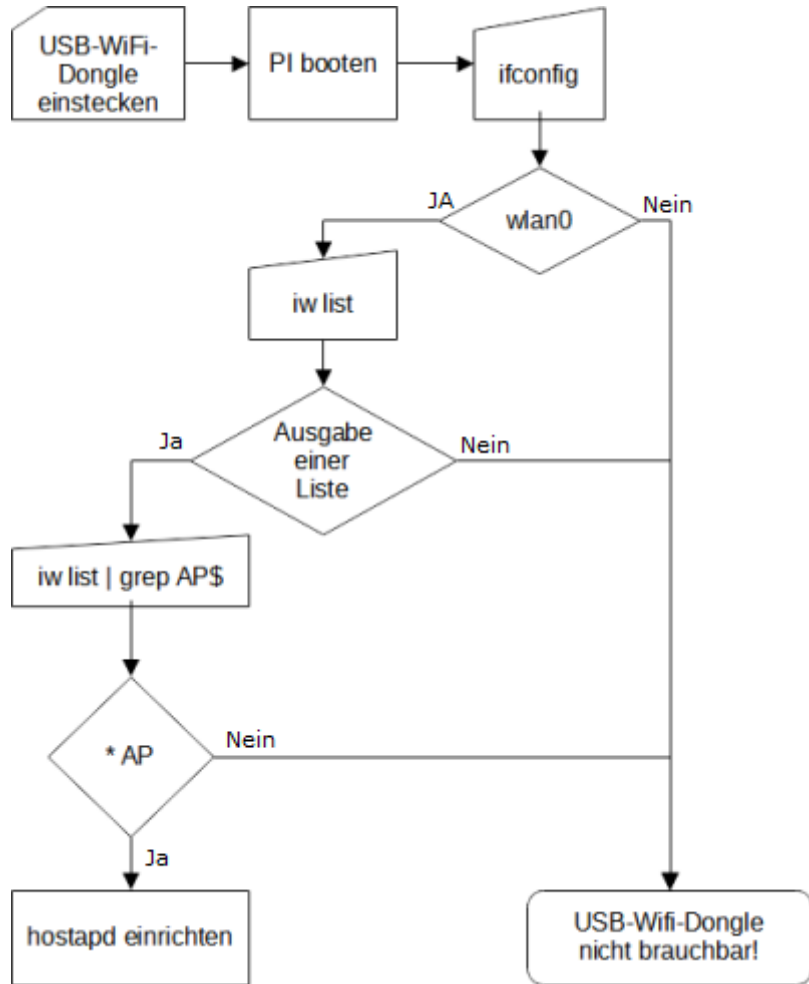 USB-WiFi-
Dongle
einstecken
PI booten
ifconfig
wlan0
JA
Nein
iw list
Ausgabe
einer
Liste
Ja
Nein
iw list | grep AP$
* AP
Nein
Ja
hostapd einrichten
USB-Wifi-Dongle
nicht brauchbar!